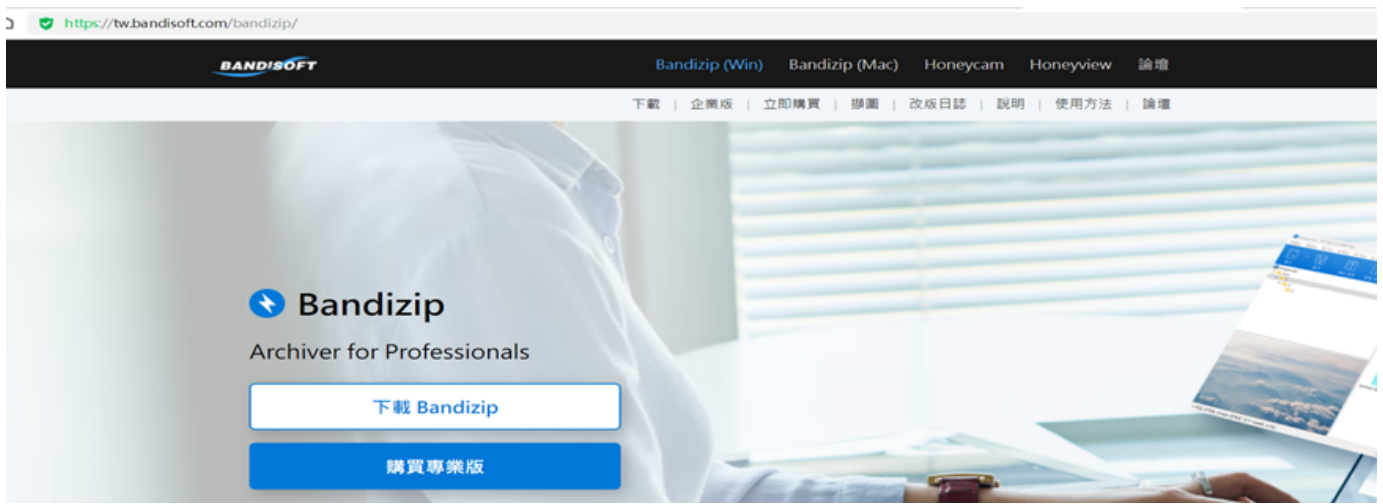 https://tw.bandisoft.com/bandizip/
BANDISOFT Bandizip (Win) Bandizip (Mac) Honeycam Honeyview 論壇
下載 | 企業版 | 立即購買 | 擷圖 | 改版日誌 | 說明 | 使用方法 | 論壇
Bandizip
Archiver for Professionals
下載 Bandizip
購買專業版